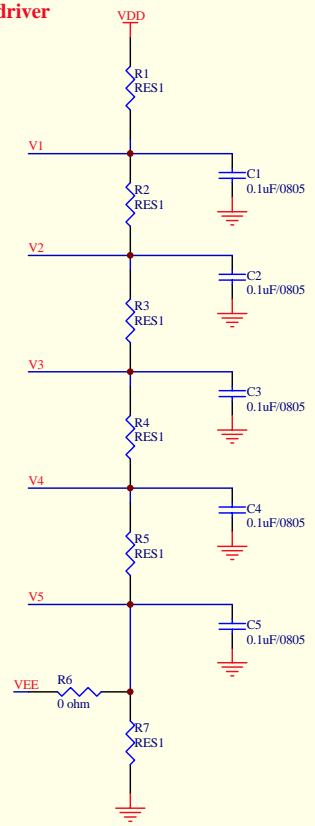 driver
VDD
R1
RES1
V1
C1
0.1uF/0805
R2
RES1
V2
C2
0.1uF/0805
R3
RES1
V3
C3
0.1uF/0805
R4
RES1
V4
C4
0.1uF/0805
R5
RES1
V5
C5
0.1uF/0805
VEE
R6
0 ohm
R7
RES1